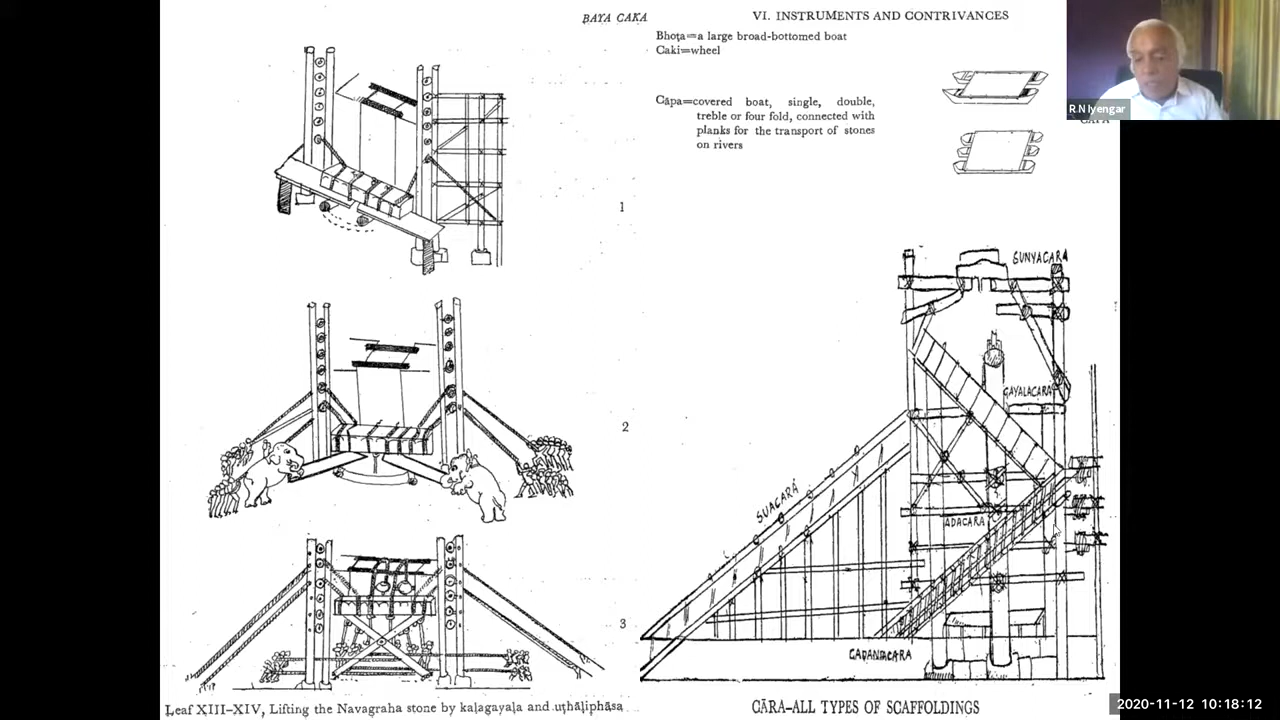 BAYA CAKA
VI. INSTRUMENTS AND CONTRIVANCES
Bhoṭa=a large broad-bottomed boat
Caki=wheel
Cāpa=covered boat, single, double,
treble or four fold, connected with
planks for the transport of stones
on rivers
R N Iyengar
1
2
3
SUNYACARA
GAYALACARA
SUACARÁ
ADACARA
CADANACARA
Leaf XIII–XIV, Lifting the Navagraha stone by kaḷagayaḷa and uṭhāḷiphāsa
CĀRA–ALL TYPES OF SCAFFOLDINGS
2020-11-12 10:18:12